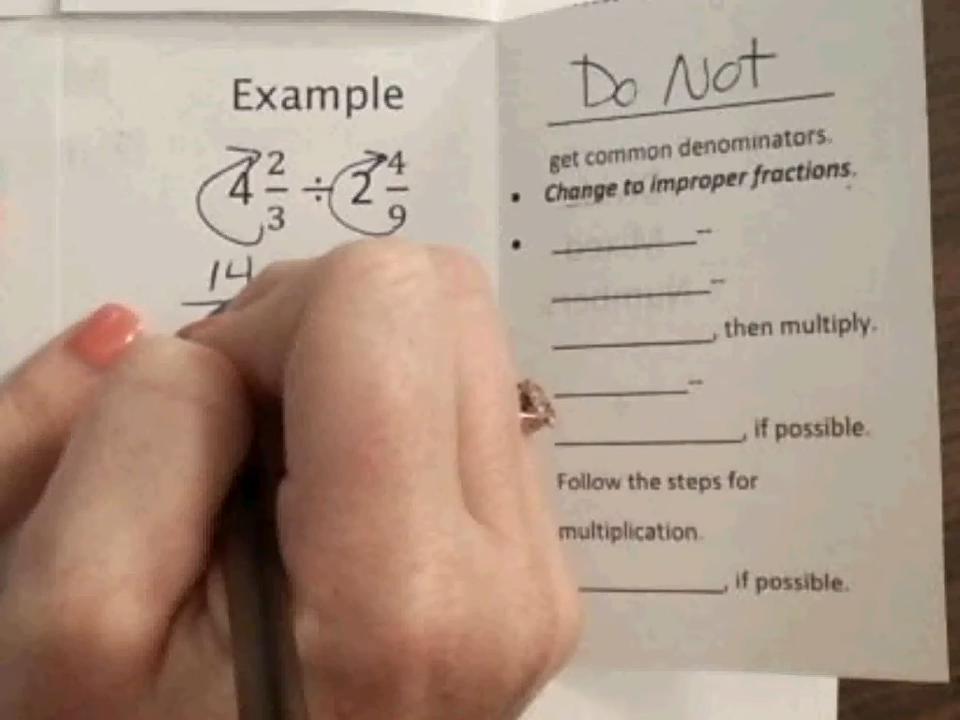 Example
4 2/3 ÷ 2 4/9
14
Do Not
get common denominators.
• Change to improper fractions.
•
, then multiply.
, if possible.
Follow the steps for
multiplication.
, if possible.